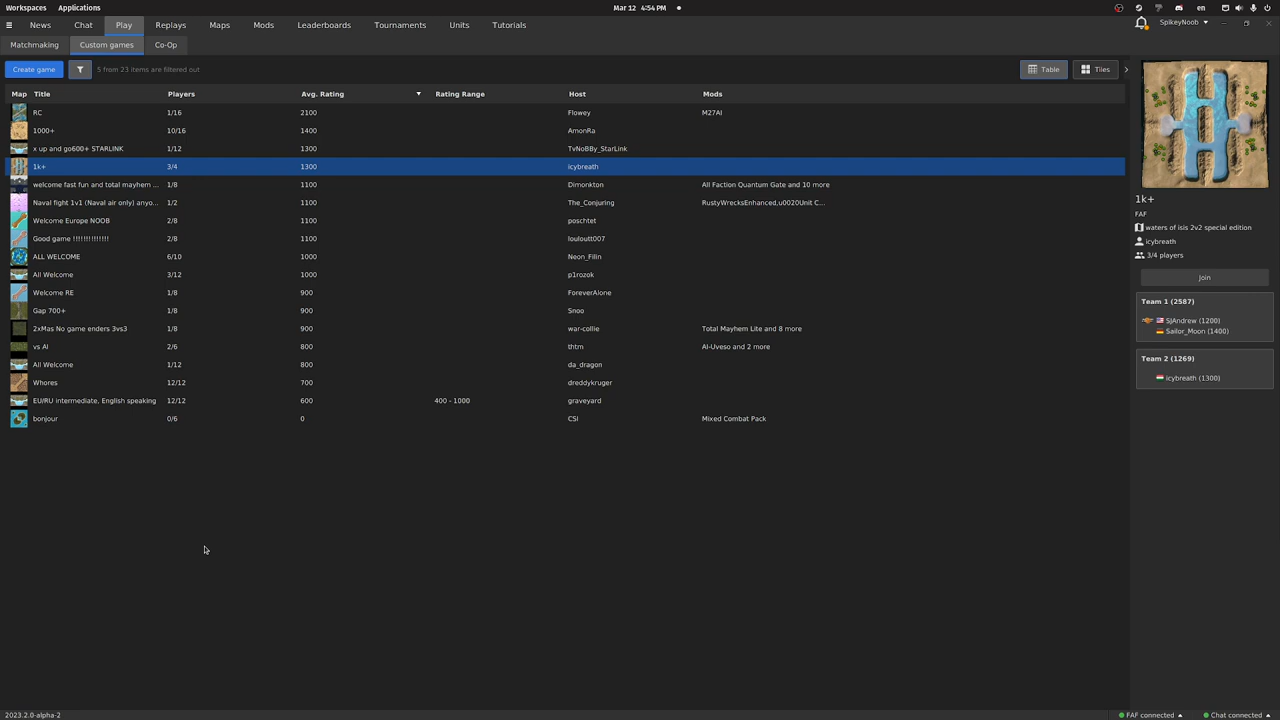 Workspaces Applications Mar 12 4:54 PM en
News Chat Play Replays Maps Mods Leaderboards Tournaments Units Tutorials SpikeyNoob
Matchmaking Custom games Co-Op
Create game 5 from 23 items are filtered out Table Tiles
Map Title Players Avg. Rating Rating Range Host Mods
RC 1/16 2100 Flowey M27AI
1000+ 10/16 1400 AmonRa
x up and go600+ STARLINK 1/12 1300 TvNoBBy_StarLink
1k+ 3/4 1300 icybreath
welcome fast fun and total mayhem ... 1/8 1100 Dimonkton All Faction Quantum Gate and 10 more
Naval fight 1v1 (Naval air only) anyo... 1/2 1100 The_Conjuring RustyWrecksEnhanced,u0020Unit C...
Welcome Europe NOOB 2/8 1100 poschtet
Good game !!!!!!!!!!!!!! 2/8 1100 louloutt007
ALL WELCOME 6/10 1000 Neon_Filin
All Welcome 3/12 1000 p1rozok
Welcome RE 1/8 900 ForeverAlone
Gap 700+ 1/8 900 Snoo
2xMas No game enders 3vs3 1/8 900 war-collie Total Mayhem Lite and 8 more
vs AI 2/6 800 thtm AI-Uveso and 2 more
All Welcome 1/12 800 da_dragon
Whores 12/12 700 dreddykruger
EU/RU intermediate, English speaking 12/12 600 400 - 1000 graveyard
bonjour 0/6 0 CSI Mixed Combat Pack
1k+
FAF
waters of isis 2v2 special edition
icybreath
3/4 players
Join
Team 1 (2587)
SJAndrew (1200)
Sailor_Moon (1400)
Team 2 (1269)
icybreath (1300)
2023.2.0-alpha-2 FAF connected Chat connected